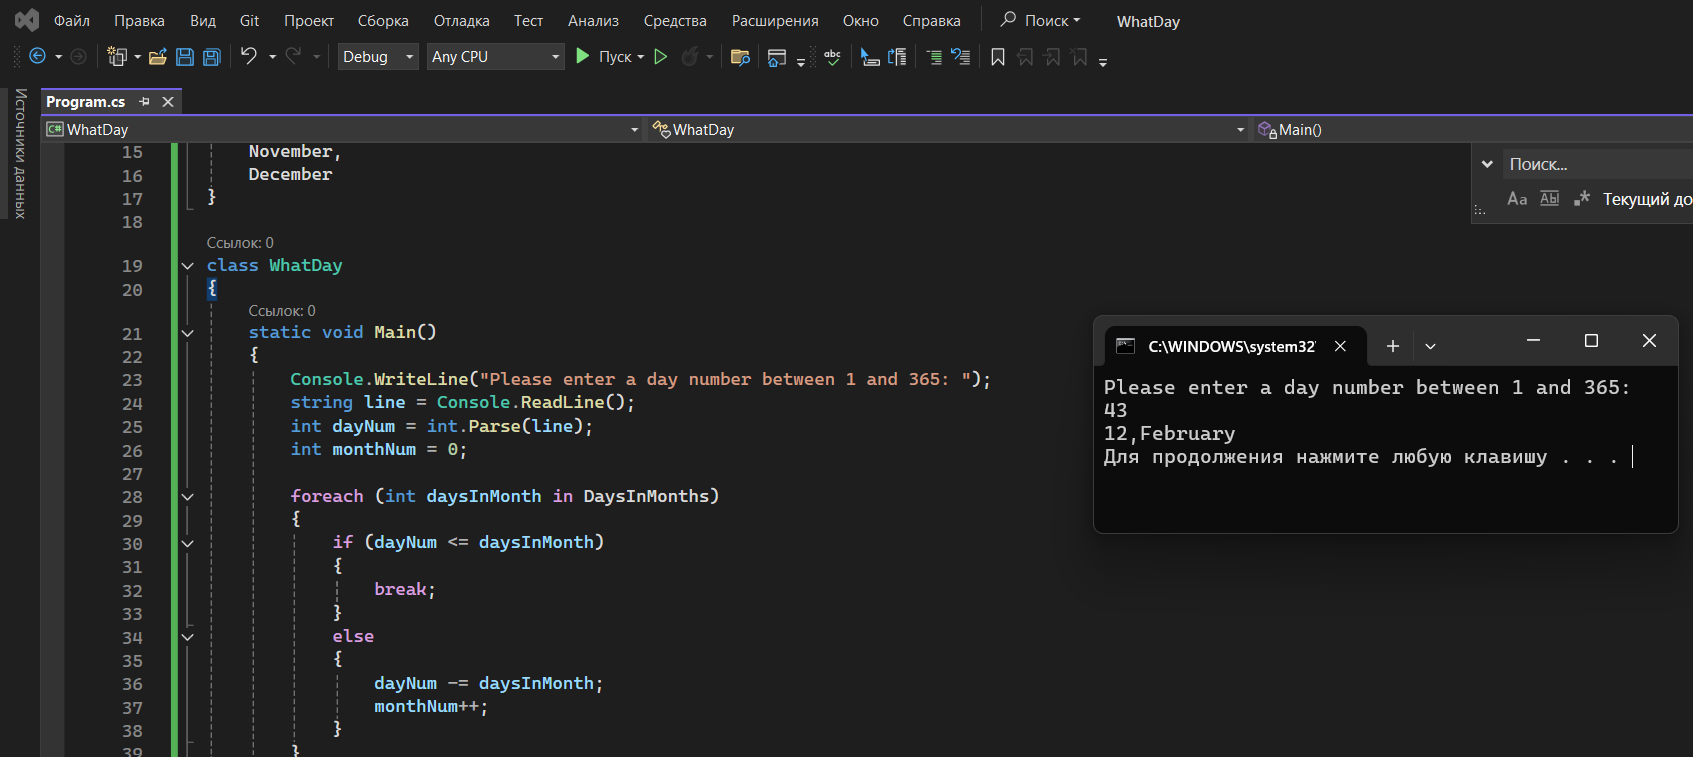 Файл Правка Вид Git Проект Сборка Отладка Тест Анализ Средства Расширения Окно Справка Поиск WhatDay
Debug Any CPU Пуск abc
Источники данных
Program.cs
C# WhatDay WhatDay Main()
Поиск...
Aa Abl .* Текущий до
15 November,
16 December
17 }
18
Ссылок: 0
19 class WhatDay
20 {
Ссылок: 0
21 static void Main()
22 {
23 Console.WriteLine("Please enter a day number between 1 and 365: ");
24 string line = Console.ReadLine();
25 int dayNum = int.Parse(line);
26 int monthNum = 0;
27
28 foreach (int daysInMonth in DaysInMonths)
29 {
30 if (dayNum <= daysInMonth)
31 {
32 break;
33 }
34 else
35 {
36 dayNum -= daysInMonth;
37 monthNum++;
38 }
39 }
C:\WINDOWS\system32
Please enter a day number between 1 and 365:
43
12,February
Для продолжения нажмите любую клавишу . . .